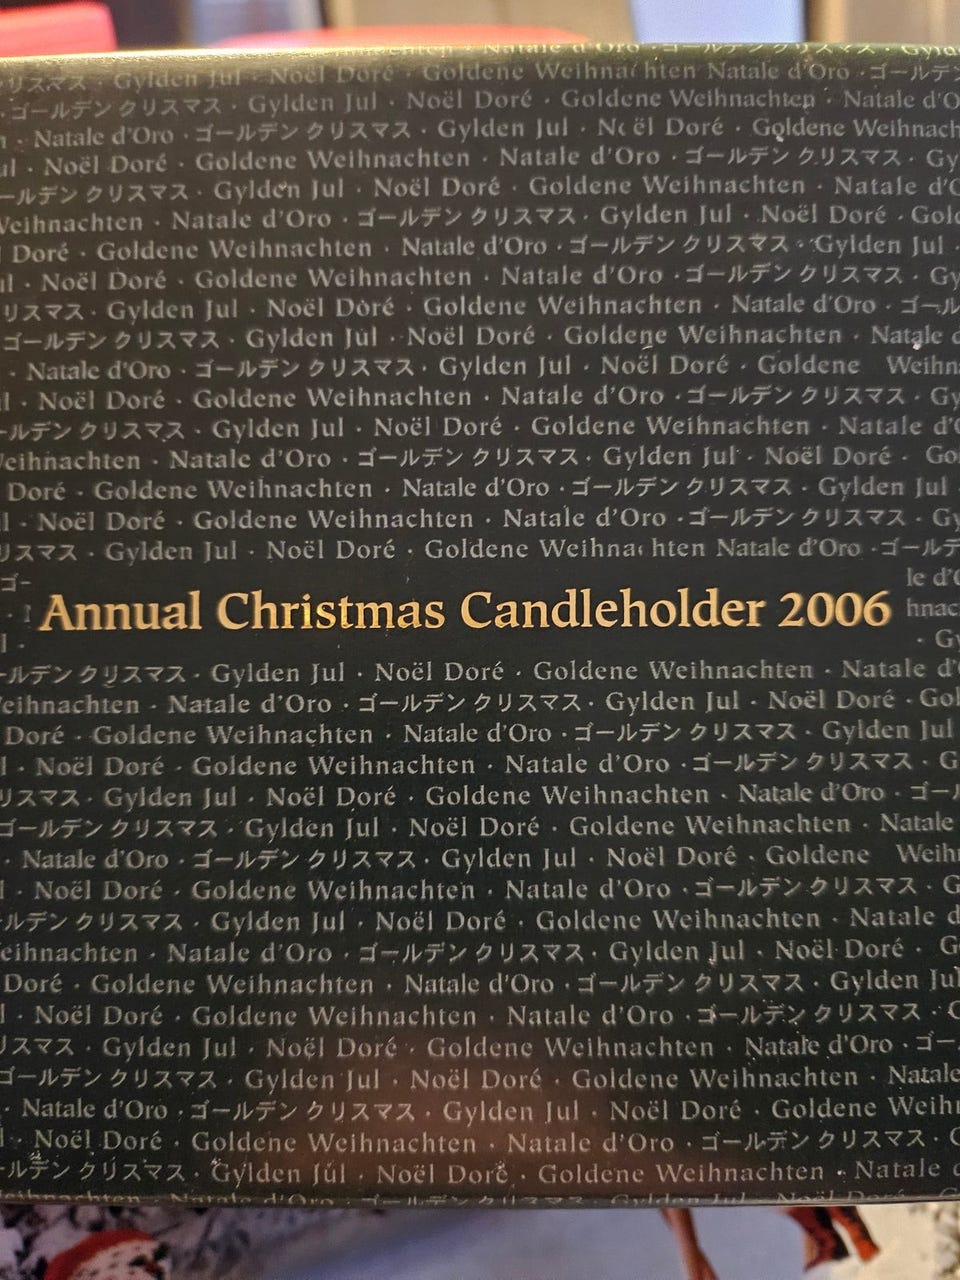 Natale d'Oro · ゴールデンクリスマス · Gylden
リスマス · Gylden Jul · Noël Doré · Goldene Weihnachten Natale d'Oro · ゴールデン
· ゴールデンクリスマス · Gylden Jul · Noël Doré · Goldene Weihnachten · Natale d'O
· Natale d'Oro · ゴールデンクリスマス · Gylden Jul · Noël Doré · Goldene Weihnach
ul · Noël Doré · Goldene Weihnachten · Natale d'Oro · ゴールデンクリスマス · Gy
ールデンクリスマス · Gylden Jul · Noël Doré · Goldene Weihnachten · Natale d'O
Weihnachten · Natale d'Oro · ゴールデンクリスマス · Gylden Jul · Noël Doré · Gold
l Doré · Goldene Weihnachten · Natale d'Oro · ゴールデンクリスマス · Gylden Jul ·
ul · Noël Doré · Goldene Weihnachten · Natale d'Oro · ゴールデンクリスマス · Gy
リスマス · Gylden Jul · Noël Doré · Goldene Weihnachten · Natale d'Oro · ゴール
ゴールデンクリスマス · Gylden Jul · Noël Doré · Goldene Weihnachten · Natale d
· Natale d'Oro · ゴールデンクリスマス · Gylden Jul · Noël Doré · Goldene Weihn
l · Noël Doré · Goldene Weihnachten · Natale d'Oro · ゴールデンクリスマス · Gy
ールデンクリスマス · Gylden Jul · Noël Doré · Goldene Weihnachten · Natale d'O
Weihnachten · Natale d'Oro · ゴールデンクリスマス · Gylden Jul · Noël Doré · Go
Doré · Goldene Weihnachten · Natale d'Oro · ゴールデンクリスマス · Gylden Jul
l · Noël Doré · Goldene Weihnachten · Natale d'Oro · ゴールデンクリスマス · Gy
リスマス · Gylden Jul · Noël Doré · Goldene Weihnachten Natale d'Oro · ゴールデ
ゴー le d'O
Annual Christmas Candleholder 2006 hnac
l · · Gy
ールデンクリスマス · Gylden Jul · Noël Doré · Goldene Weihnachten · Natale d'
eihnachten · Natale d'Oro · ゴールデンクリスマス · Gylden Jul · Noël Doré · Gol
Doré · Goldene Weihnachten · Natale d'Oro · ゴールデンクリスマス · Gylden Jul
l · Noël Doré · Goldene Weihnachten · Natale d'Oro · ゴールデンクリスマス · G
リスマス · Gylden Jul · Noël Doré · Goldene Weihnachten · Natale d'Oro · ゴー
ゴールデンクリスマス · Gylden Jul · Noël Doré · Goldene Weihnachten · Natale
· Natale d'Oro · ゴールデンクリスマス · Gylden Jul · Noël Doré · Goldene Weihn
l · Noël Doré · Goldene Weihnachten · Natale d'Oro · ゴールデンクリスマス · G
ールデンクリスマス · Gylden Jul · Noël Doré · Goldene Weihnachten · Natale d
eihnachten · Natale d'Oro · ゴールデンクリスマス · Gylden Jul · Noël Doré · G
Doré · Goldene Weihnachten · Natale d'Oro · ゴールデンクリスマス · Gylden Jul
l · Noël Doré · Goldene Weihnachten · Natale d'Oro · ゴールデンクリスマス · G
リスマス · Gylden Jul · Noël Doré · Goldene Weihnachten · Natale d'Oro · ゴー
ゴールデンクリスマス · Gylden Jul · Noël Doré · Goldene Weihnachten · Natale
· Natale d'Oro · ゴールデンクリスマス · Gylden Jul · Noël Doré · Goldene Weihn
l · Noël Doré · Goldene Weihnachten · Natale d'Oro · ゴールデンクリスマス · G
ールデンクリスマス · Gylden Jul · Noël Doré · Goldene Weihnachten · Natale d